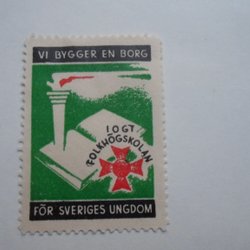 VI BYGGER EN BORG
IOGT
FOLKHÖGSKOLAN
FÖR SVERIGES UNGDOM